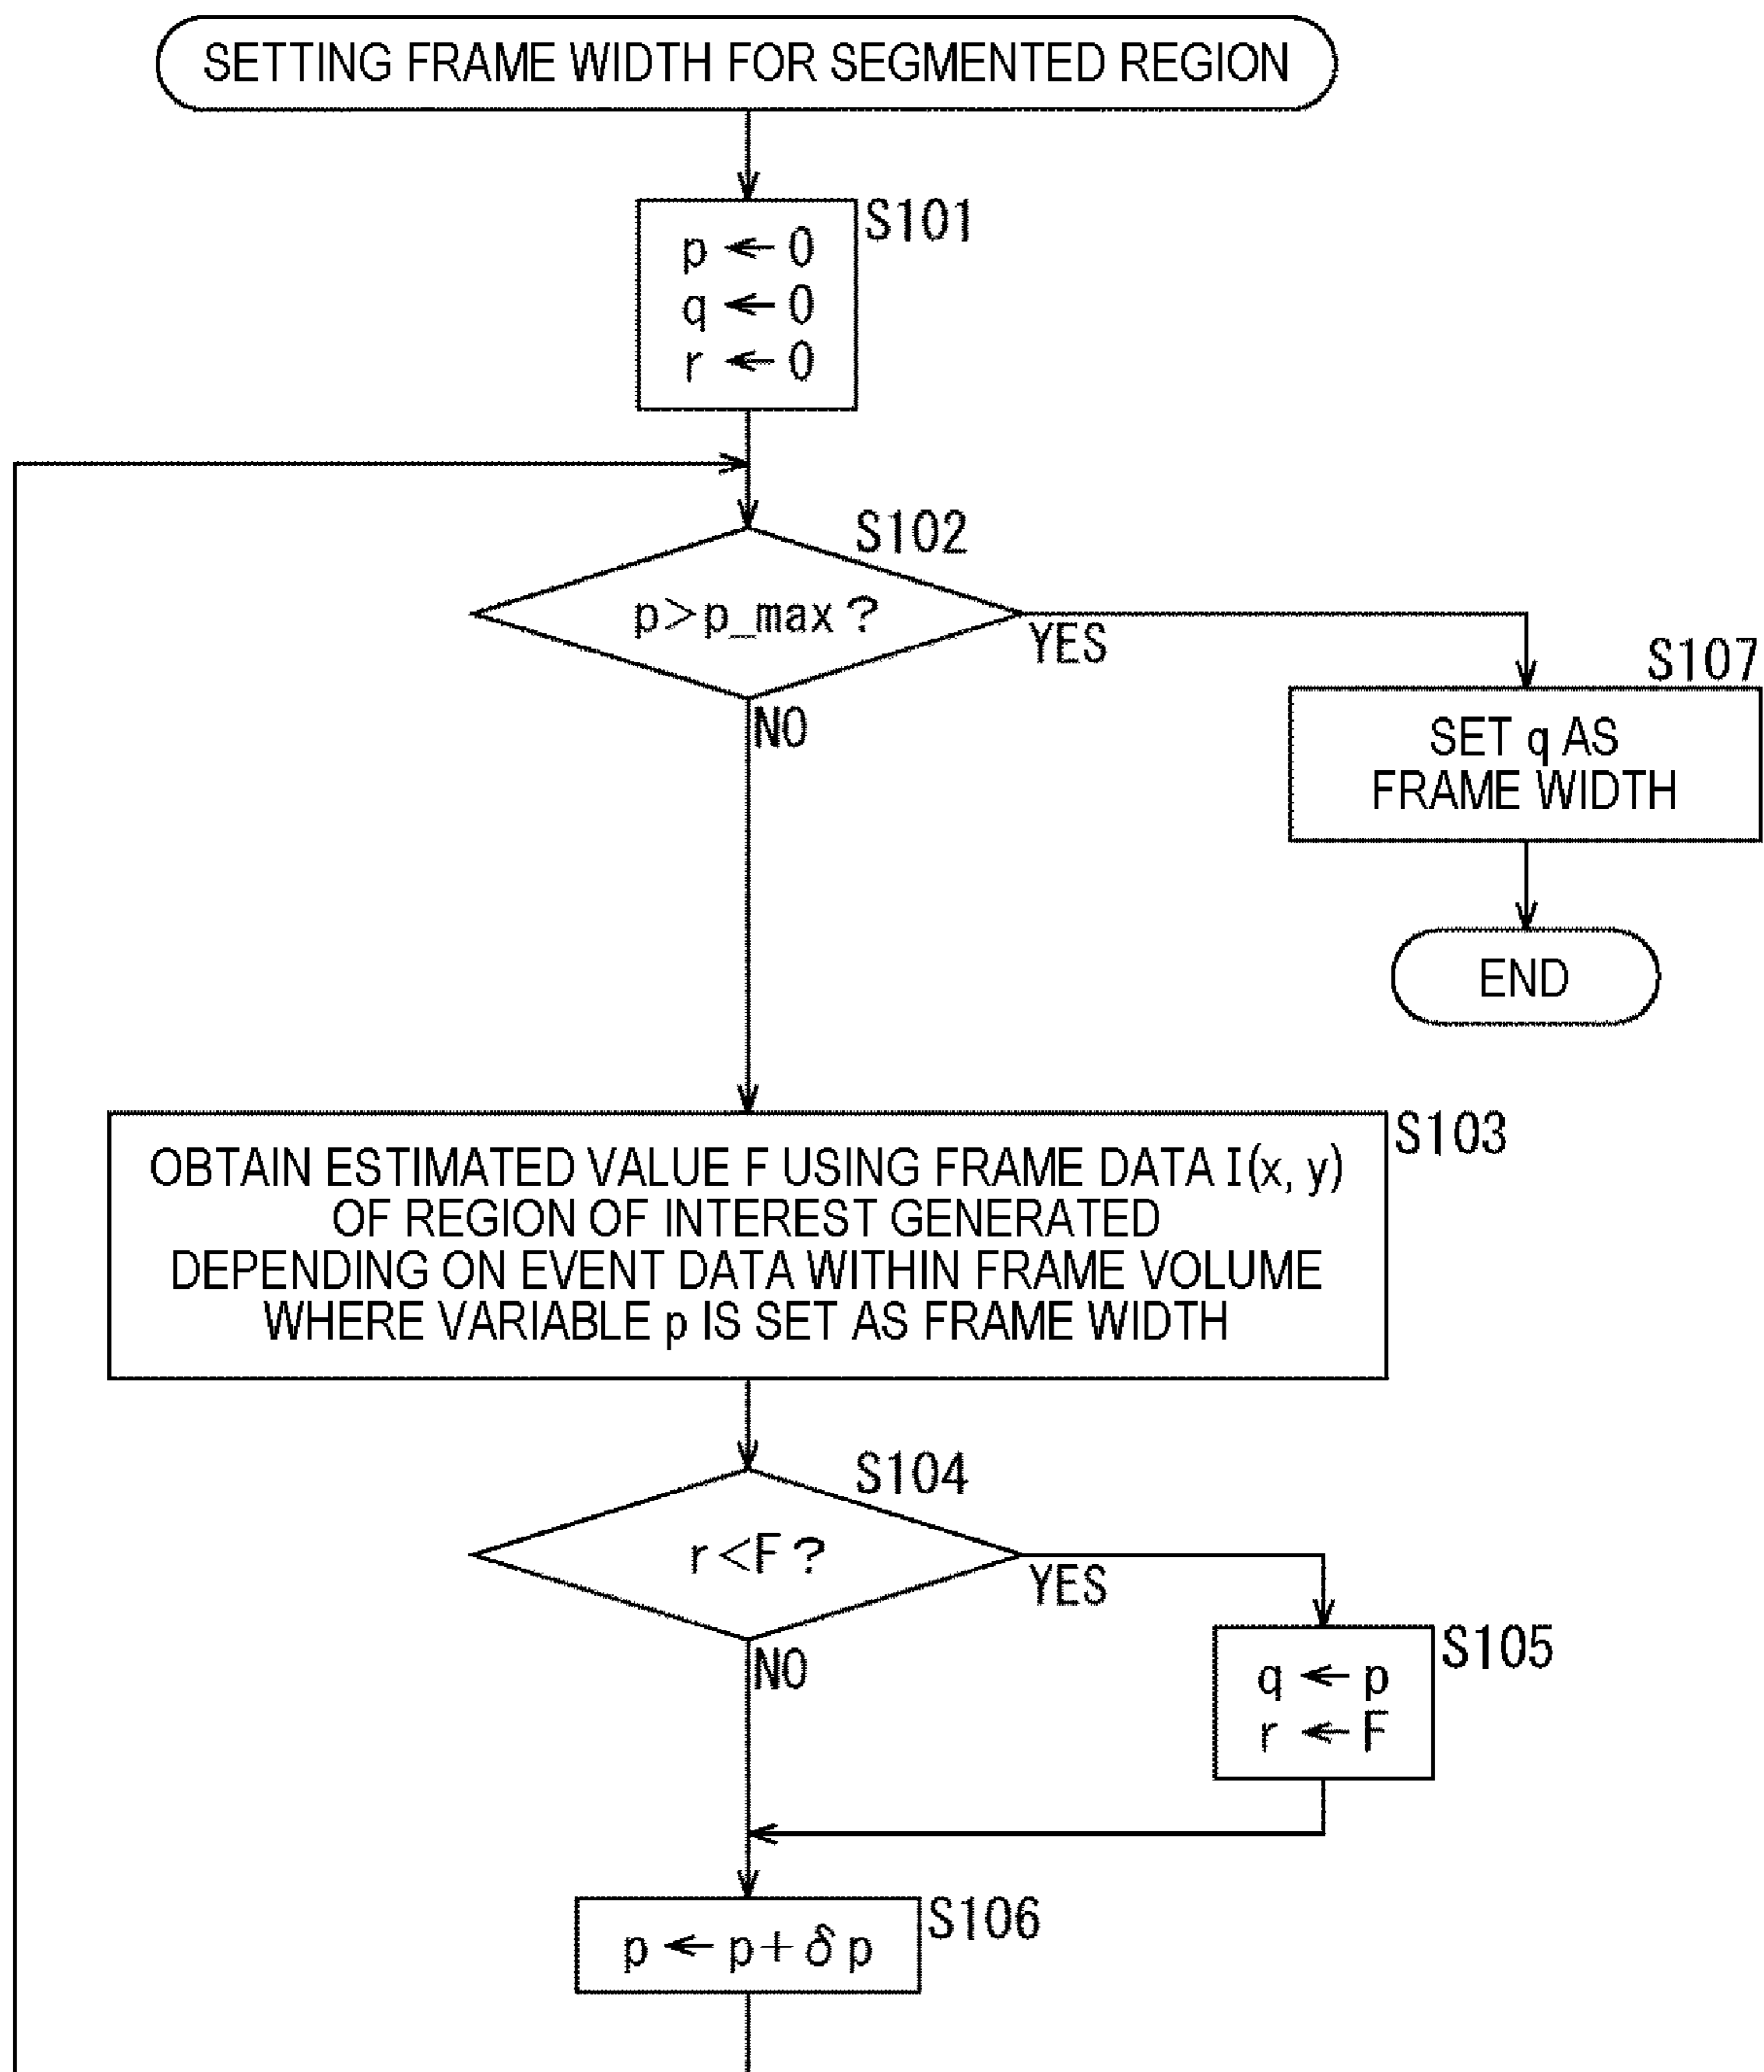 SETTING FRAME WIDTH FOR SEGMENTED REGION
S101
p ← 0
q ← 0
r ← 0
S102
p>p_max?
YES
NO
S107
SET q AS
FRAME WIDTH
END
S103
OBTAIN ESTIMATED VALUE F USING FRAME DATA I(x, y)
OF REGION OF INTEREST GENERATED
DEPENDING ON EVENT DATA WITHIN FRAME VOLUME
WHERE VARIABLE p IS SET AS FRAME WIDTH
S104
r<F?
YES
NO
S105
q ← p
r ← F
S106
p ← p+δp